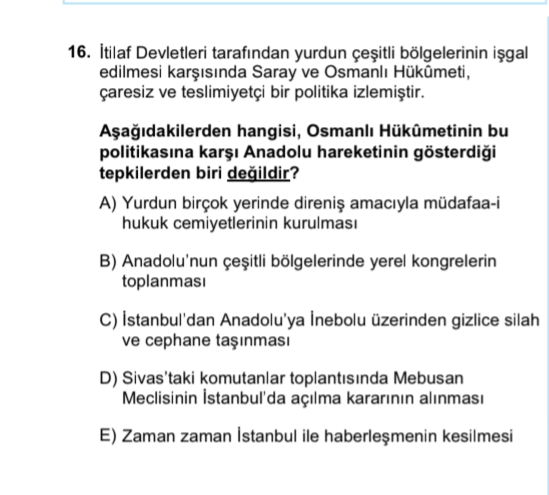 16. İtilaf Devletleri tarafından yurdun çeşitli bölgelerinin işgal
edilmesi karşısında Saray ve Osmanlı Hükûmeti,
çaresiz ve teslimiyetçi bir politika izlemiştir.
Aşağıdakilerden hangisi, Osmanlı Hükûmetinin bu
politikasına karşı Anadolu hareketinin gösterdiği
tepkilerden biri değildir?
A) Yurdun birçok yerinde direniş amacıyla müdafaa-i
hukuk cemiyetlerinin kurulması
B) Anadolu'nun çeşitli bölgelerinde yerel kongrelerin
toplanması
C) İstanbul'dan Anadolu'ya İnebolu üzerinden gizlice silah
ve cephane taşınması
D) Sivas'taki komutanlar toplantısında Mebusan
Meclisinin İstanbul'da açılma kararının alınması
E) Zaman zaman İstanbul ile haberleşmenin kesilmesi